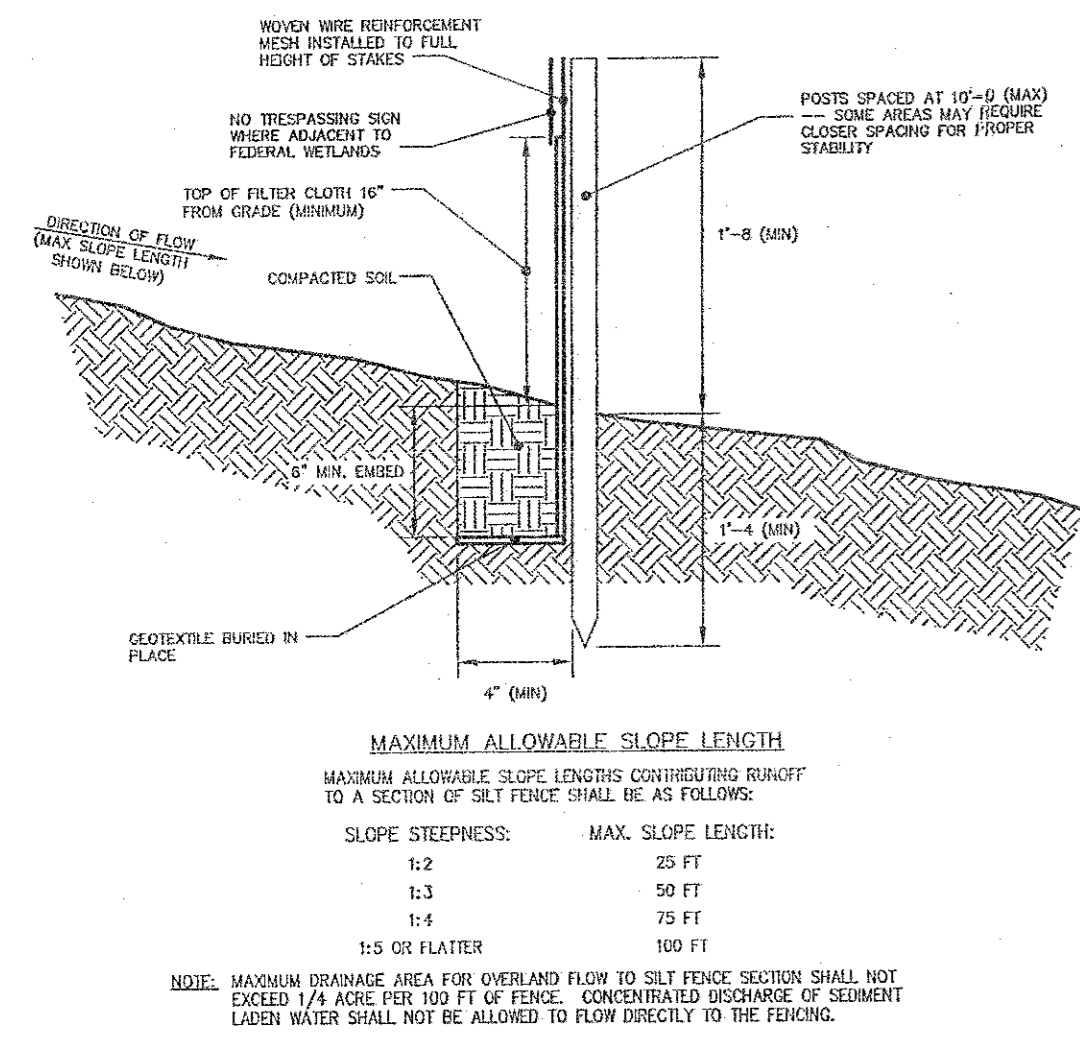 WOVEN WIRE REINFORCEMENT
MESH INSTALLED TO FULL
HEIGHT OF STAKES
NO TRESPASSING SIGN
WHERE ADJACENT TO
FEDERAL WETLANDS
TOP OF FILTER CLOTH 16"
FROM GRADE (MINIMUM)
DIRECTION OF FLOW
(MAX SLOPE LENGTH
SHOWN BELOW)
COMPACTED SOIL
POSTS SPACED AT 10'-0 (MAX)
-- SOME AREAS MAY REQUIRE
CLOSER SPACING FOR PROPER
STABILITY
1'-8 (MIN)
6" MIN. EMBED
1'-4 (MIN)
GEOTEXTILE BURIED IN
PLACE
4" (MIN)
MAXIMUM ALLOWABLE SLOPE LENGTH
MAXIMUM ALLOWABLE SLOPE LENGTHS CONTRIBUTING RUNOFF
TO A SECTION OF SILT FENCE SHALL BE AS FOLLOWS:
SLOPE STEEPNESS: MAX. SLOPE LENGTH:
1:2 25 FT
1:3 50 FT
1:4 75 FT
1:5 OR FLATTER 100 FT
NOTE: MAXIMUM DRAINAGE AREA FOR OVERLAND FLOW TO SILT FENCE SECTION SHALL NOT
EXCEED 1/4 ACRE PER 100 FT OF FENCE. CONCENTRATED DISCHARGE OF SEDIMENT
LADEN WATER SHALL NOT BE ALLOWED TO FLOW DIRECTLY TO THE FENCING.